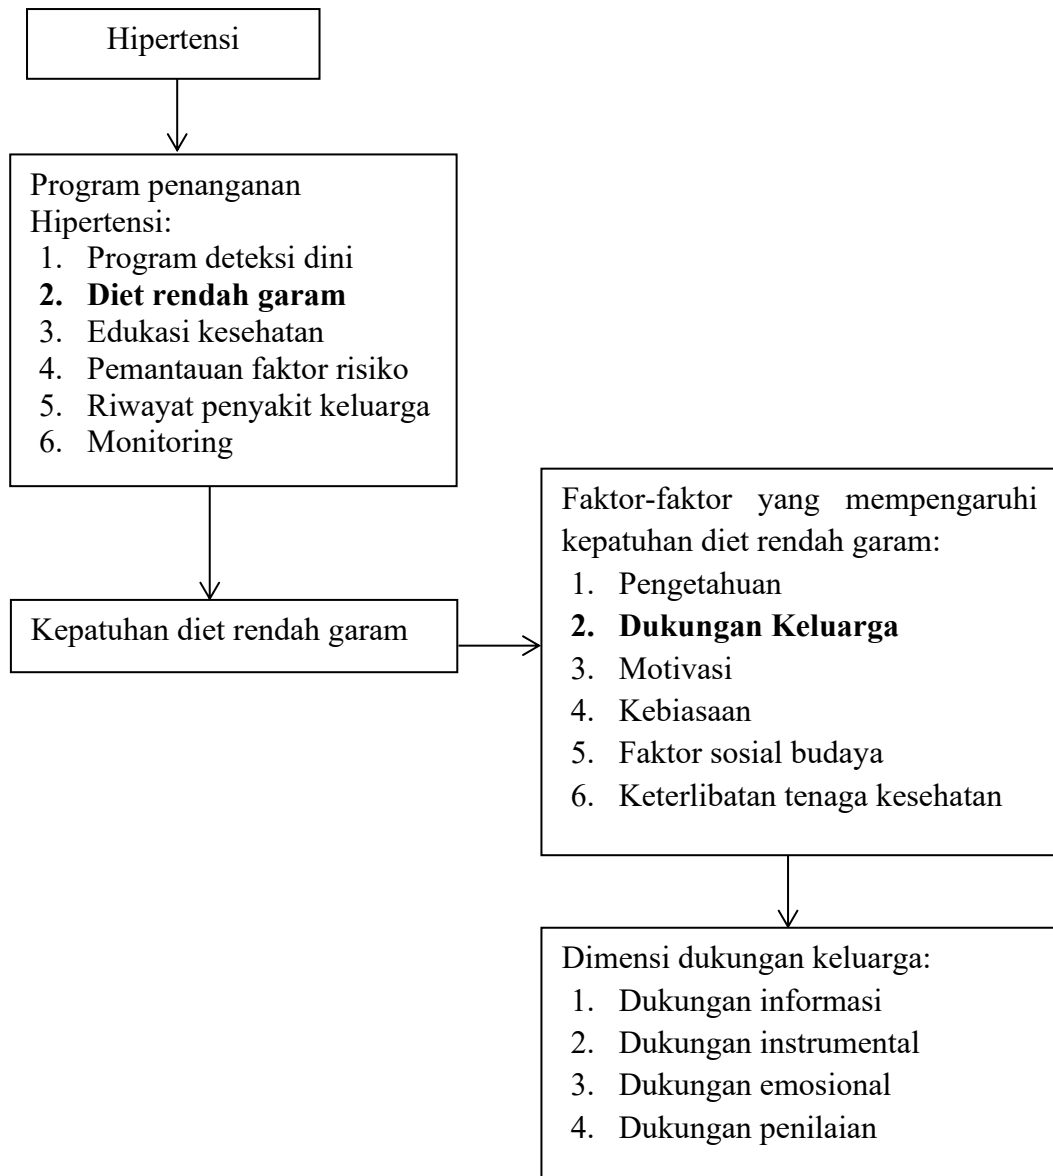 Hipertensi
Program penanganan
Hipertensi:
1. Program deteksi dini
2. Diet rendah garam
3. Edukasi kesehatan
4. Pemantauan faktor risiko
5. Riwayat penyakit keluarga
6. Monitoring
Kepatuhan diet rendah garam
Faktor-faktor yang mempengaruhi
kepatuhan diet rendah garam:
1. Pengetahuan
2. Dukungan Keluarga
3. Motivasi
4. Kebiasaan
5. Faktor sosial budaya
6. Keterlibatan tenaga kesehatan
Dimensi dukungan keluarga:
1. Dukungan informasi
2. Dukungan instrumental
3. Dukungan emosional
4. Dukungan penilaian